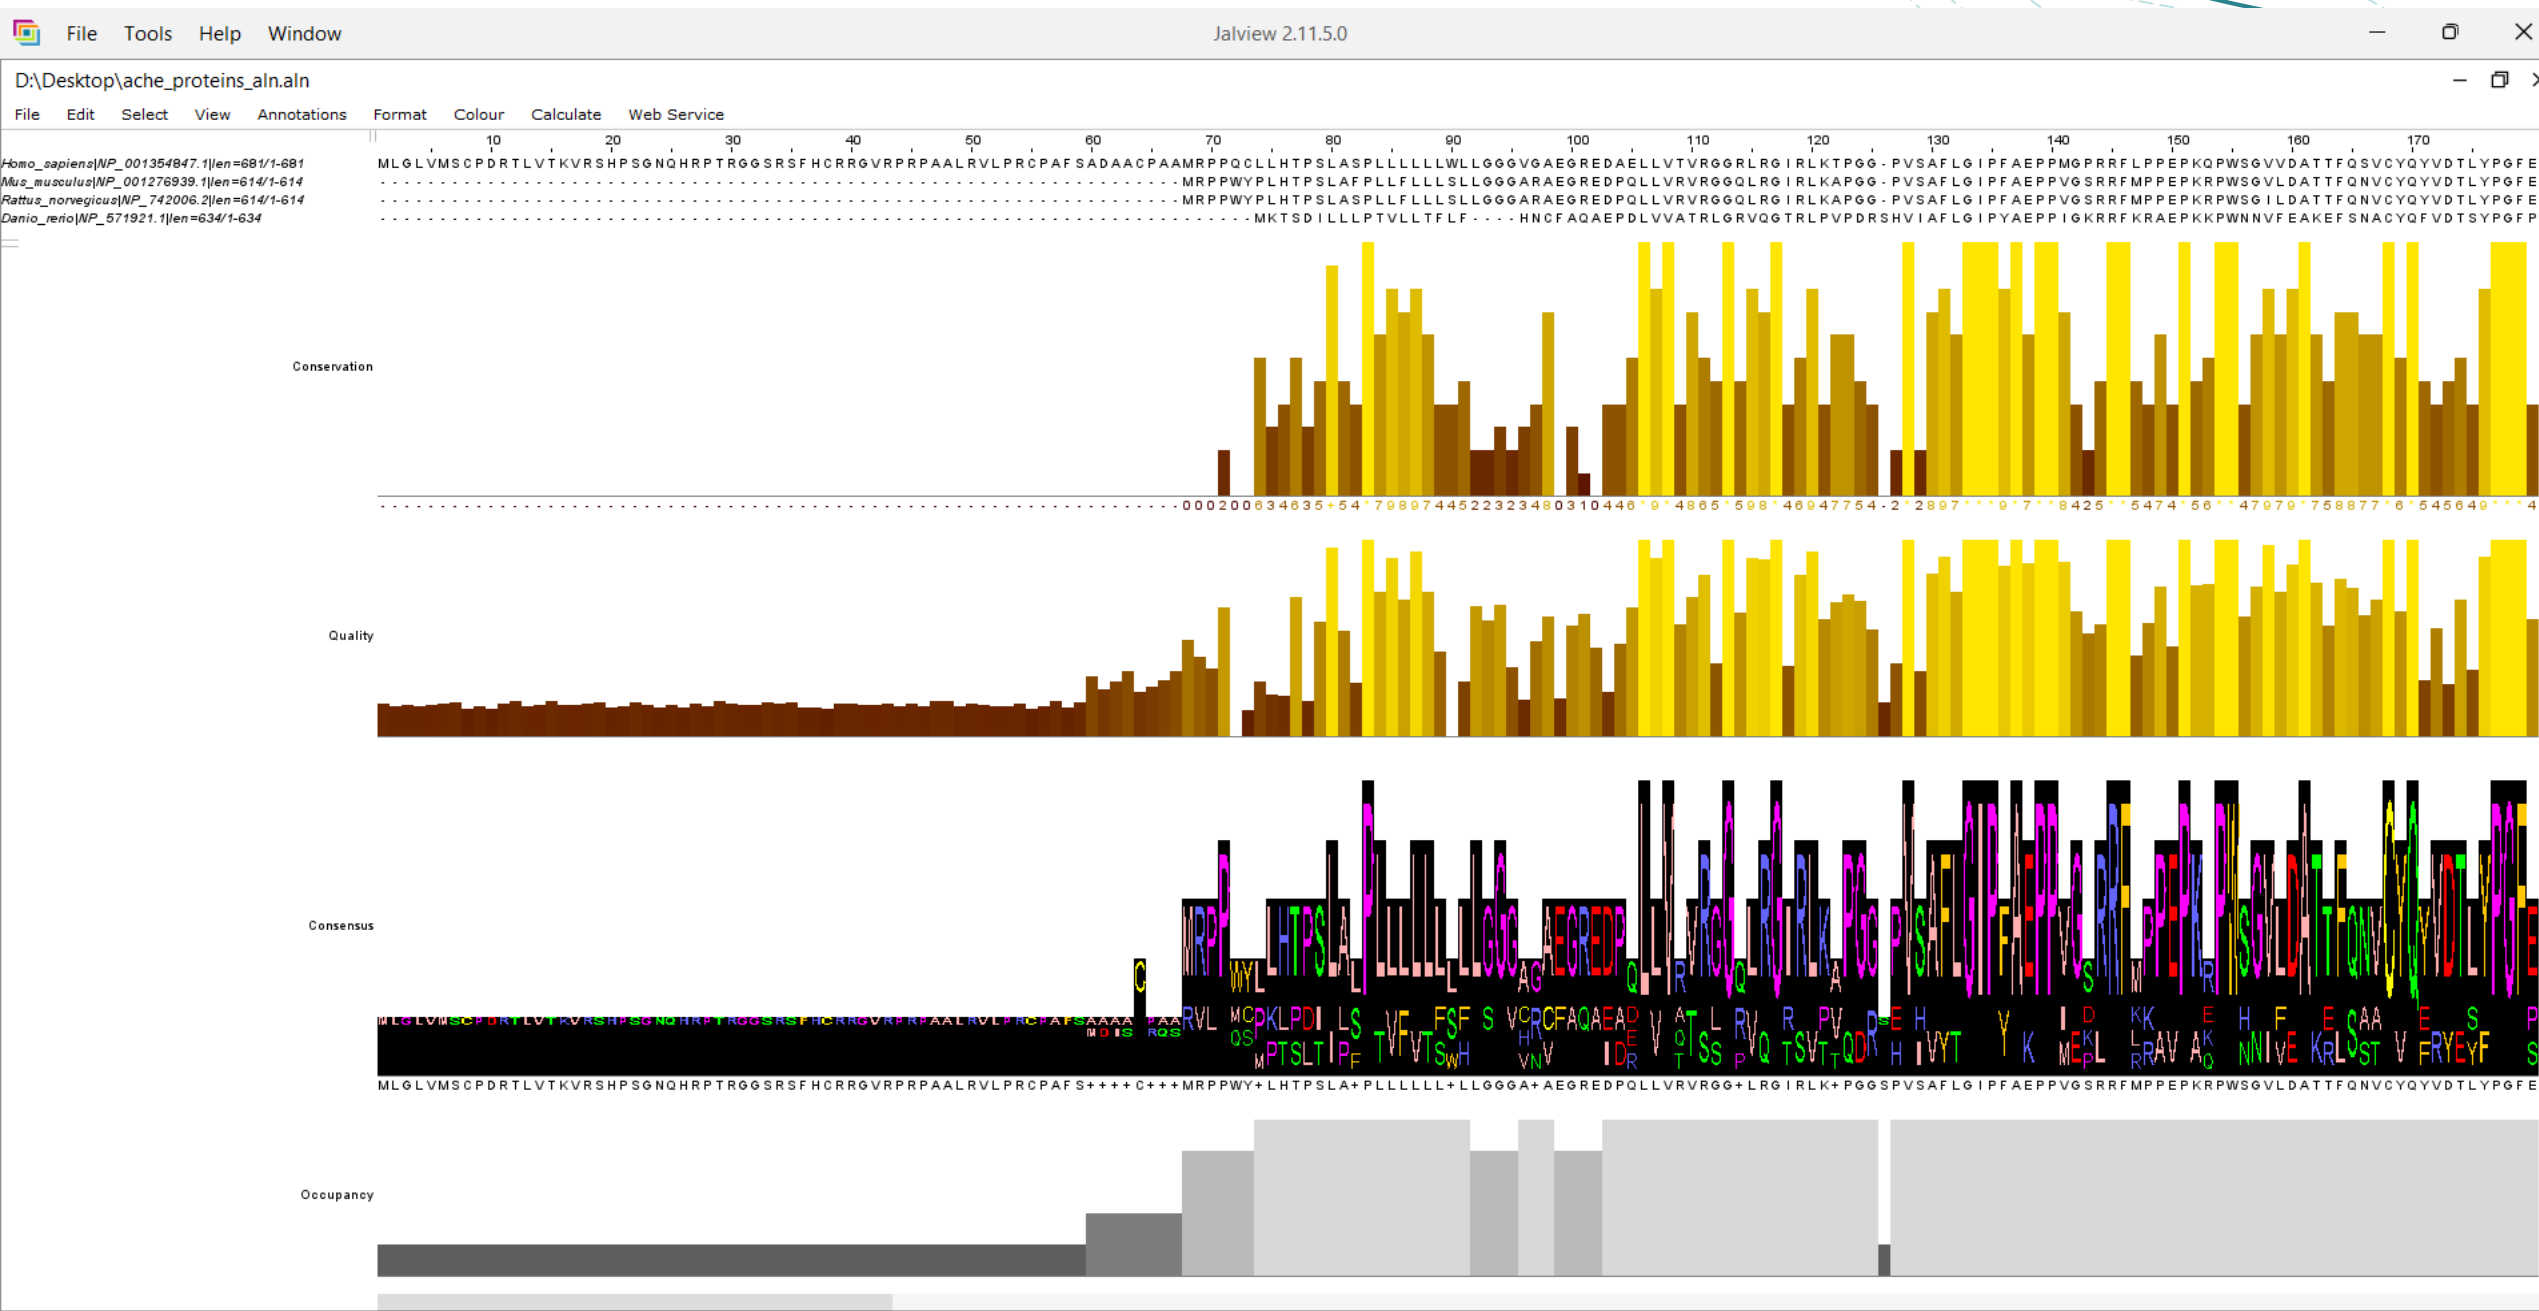 File Tools Help Window Jalview 2.11.5.0
D:\Desktop\ache_proteins_aln.aln
File Edit Select View Annotations Format Colour Calculate Web Service
10 20 30 40 50 60 70 80 90 100 110 120 130 140 150 160 170
Homo_sapiens|NP_001354847.1|len=681/1-681 MLGLVMSCPDRTLVTKVRSHPSGNQHRPTRGGSRSFHCRRGVRPRPAALRVLPRCPAFSADAACPAAMRPPQCLLHTPSLASPLLLLLLWLLGGGVGAEGREDAELLVTVRGGRLRGIRLKTPGG-PVSAFLGIPFAEPPMGPRRFLPPEPKQPWSGVVDATTFQSVCYQYVDTLYPGFE
Mus_musculus|NP_001276939.1|len=614/1-614 -------------------------------------------------------------------MRPPWYPLHTPSLAFPLLFLLLSLLGGGARAEGREDPQLLVRVRGGQLRGIRLKAPGG-PVSAFLGIPFAEPPVGSRRFMPPEPKRPWSGVLDATTFQNVCYQYVDTLYPGFE
Rattus_norvegicus|NP_742006.2|len=614/1-614 -------------------------------------------------------------------MRPPWYPLHTPSLASPLLFLLLSLLGGGARAEGREDPQLLVRVRGGQLRGIRLKAPGG-PVSAFLGIPFAEPPVGSRRFMPPEPKRPWSGILDATTFQNVCYQYVDTLYPGFE
Danio_rerio|NP_571921.1|len=634/1-634 -------------------------------------------------------------------------MKTSDILLLPTVLLTFLF----HNCFAQAEPDLVVATRLGRVQGTRLPVPDRSHVIAFLGIPYAEPPIGKRRFKRAEPKKPWNNVFEAKEFSNACYQFVDTSYPGFP
Conservation
Quality
Consensus
MLGLVMSCPDRTLVTKVRSHPSGNQHRPTRGGSRSFHCRRGVRPRPAALRVLPRCPAFS++++C+++MRPPWY+LHTPSLA+PLLLLLL+LLGGGA+AEGREDPQLLVRVRGG+LRGIRLK+PGGSPVSAFLGIPFAEPPVGSRRFMPPEPKRPWSGVLDATTFQNVCYQYVDTLYPGFE
Occupancy